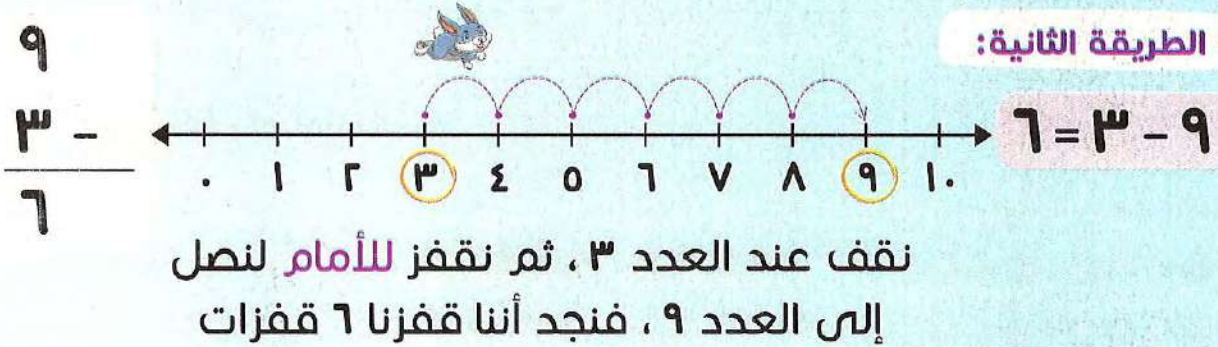 الطريقة الثانية:
٩ - ٣ = ٦
٩
٣ -
٦
٠ ١ ٢ ٣ ٤ ٥ ٦ ٧ ٨ ٩ ١٠
نقف عند العدد ٣ ، ثم نقفز للأمام لنصل
إلى العدد ٩ ، فنجد أننا قفزنا ٦ قفزات